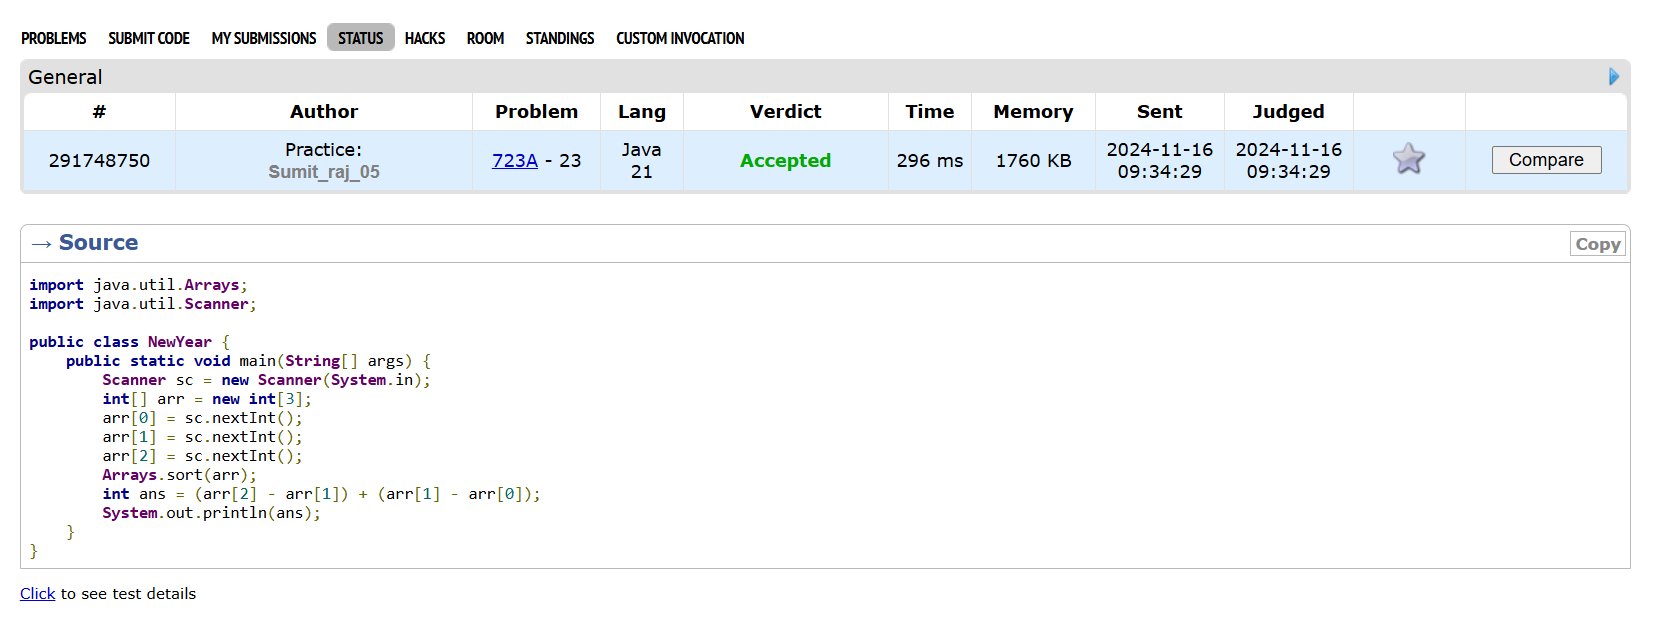 PROBLEMS SUBMIT CODE MY SUBMISSIONS STATUS HACKS ROOM STANDINGS CUSTOM INVOCATION
General
# Author Problem Lang Verdict Time Memory Sent Judged
291748750 Practice: Sumit_raj_05 723A - 23 Java 21 Accepted 296 ms 1760 KB 2024-11-16 09:34:29 2024-11-16 09:34:29 Compare
→ Source Copy
import java.util.Arrays;
import java.util.Scanner;
public class NewYear {
    public static void main(String[] args) {
        Scanner sc = new Scanner(System.in);
        int[] arr = new int[3];
        arr[0] = sc.nextInt();
        arr[1] = sc.nextInt();
        arr[2] = sc.nextInt();
        Arrays.sort(arr);
        int ans = (arr[2] - arr[1]) + (arr[1] - arr[0]);
        System.out.println(ans);
    }
}
Click to see test details